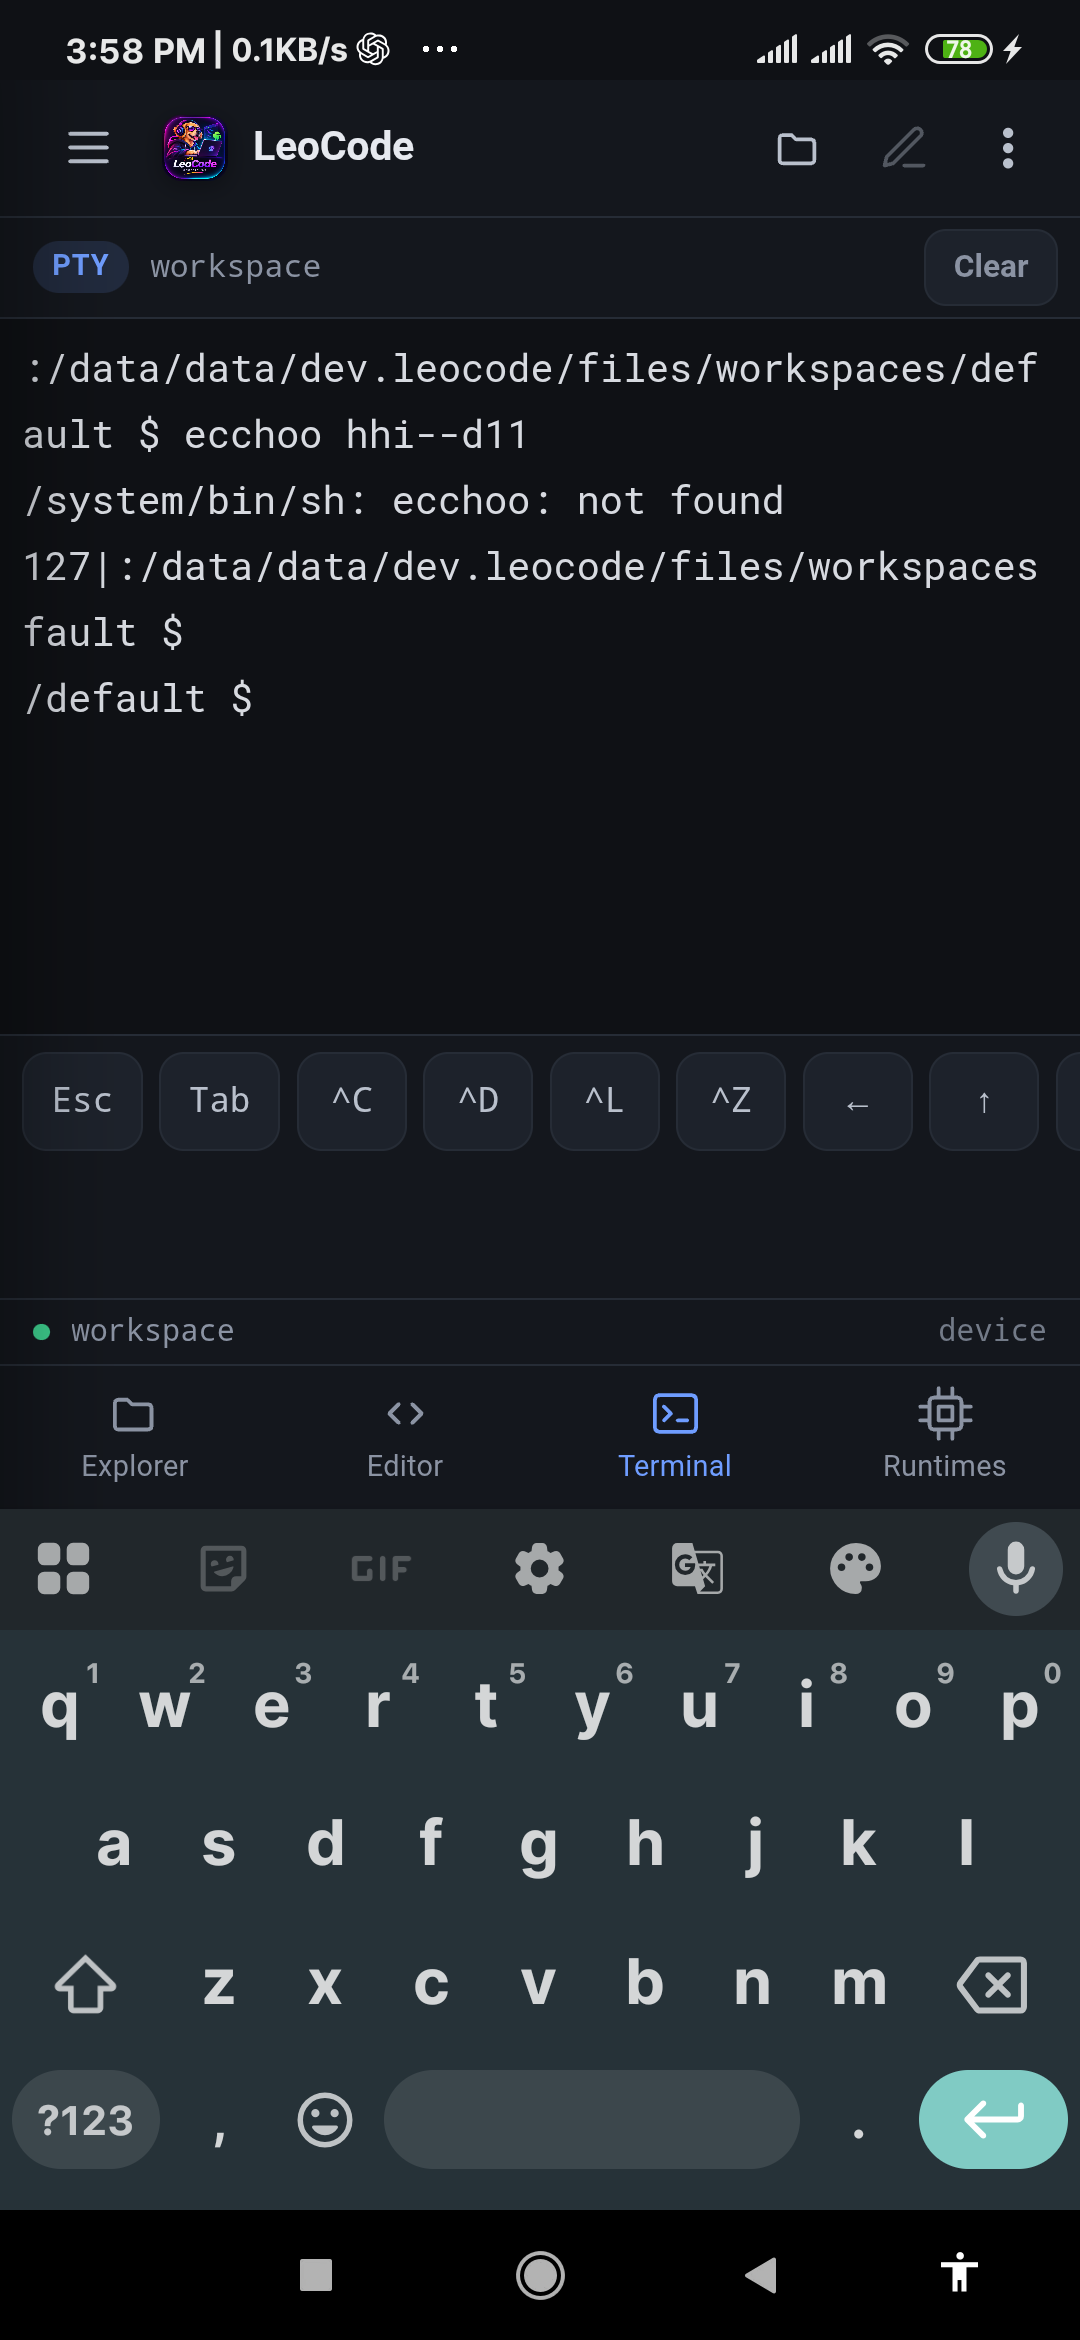 3:58 PM | 0.1KB/s ···
78
LeoCode
LeoCode
PTY workspace Clear
:/data/data/dev.leocode/files/workspaces/def
ault $ ecchoo hhi--d11
/system/bin/sh: ecchoo: not found
127|:/data/data/dev.leocode/files/workspaces
fault $
/default $
Esc Tab ^C ^D ^L ^Z ← ↑
workspace device
Explorer Editor Terminal Runtimes
GIF G 文
1 2 3 4 5 6 7 8 9 0
q w e r t y u i o p
a s d f g h j k l
z x c v b n m
?123 , .